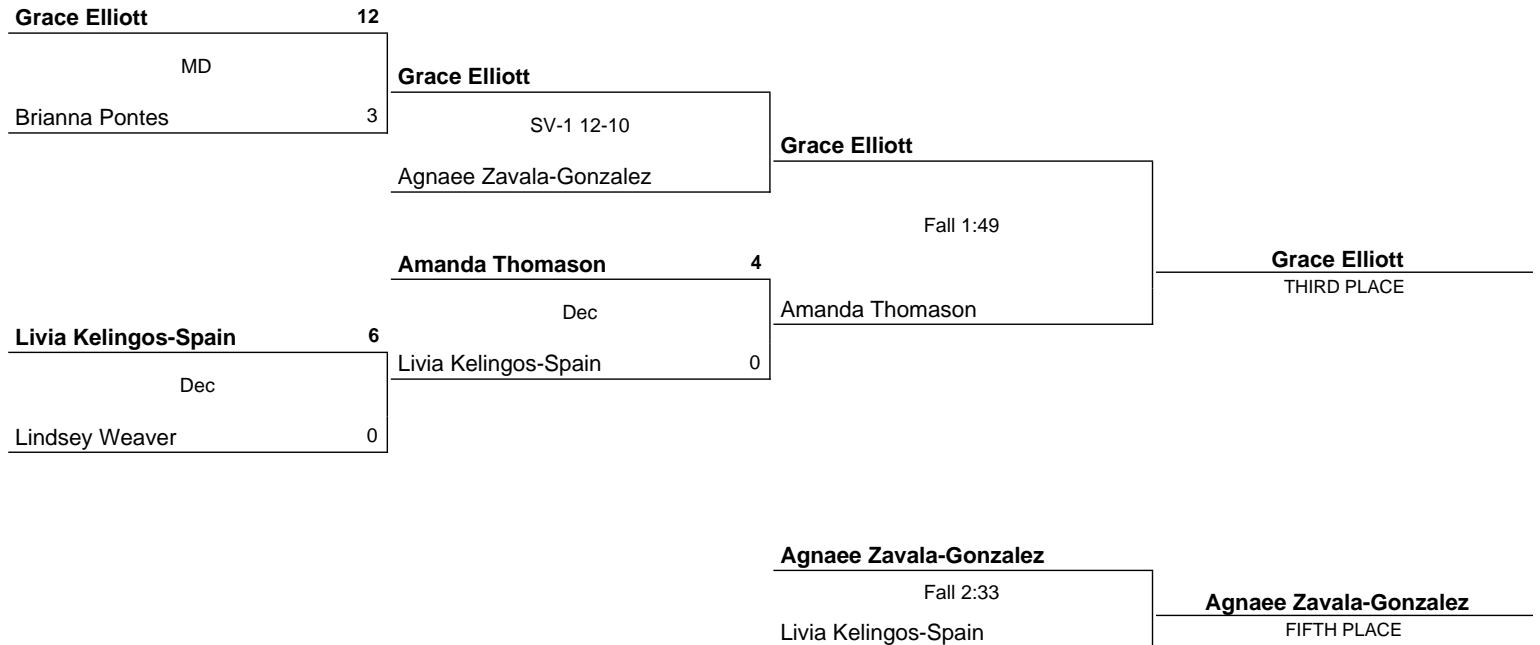 Grace Elliott 12
MD
Brianna Pontes 3
Livia Kelingos-Spain 6
Dec
Lindsey Weaver 0
Grace Elliott
SV-1 12-10
Agnaee Zavala-Gonzalez
Amanda Thomason 4
Dec
Livia Kelingos-Spain 0
Grace Elliott
Fall 1:49
Amanda Thomason
Grace Elliott
THIRD PLACE
Agnaee Zavala-Gonzalez
Fall 2:33
Livia Kelingos-Spain
Agnaee Zavala-Gonzalez
FIFTH PLACE